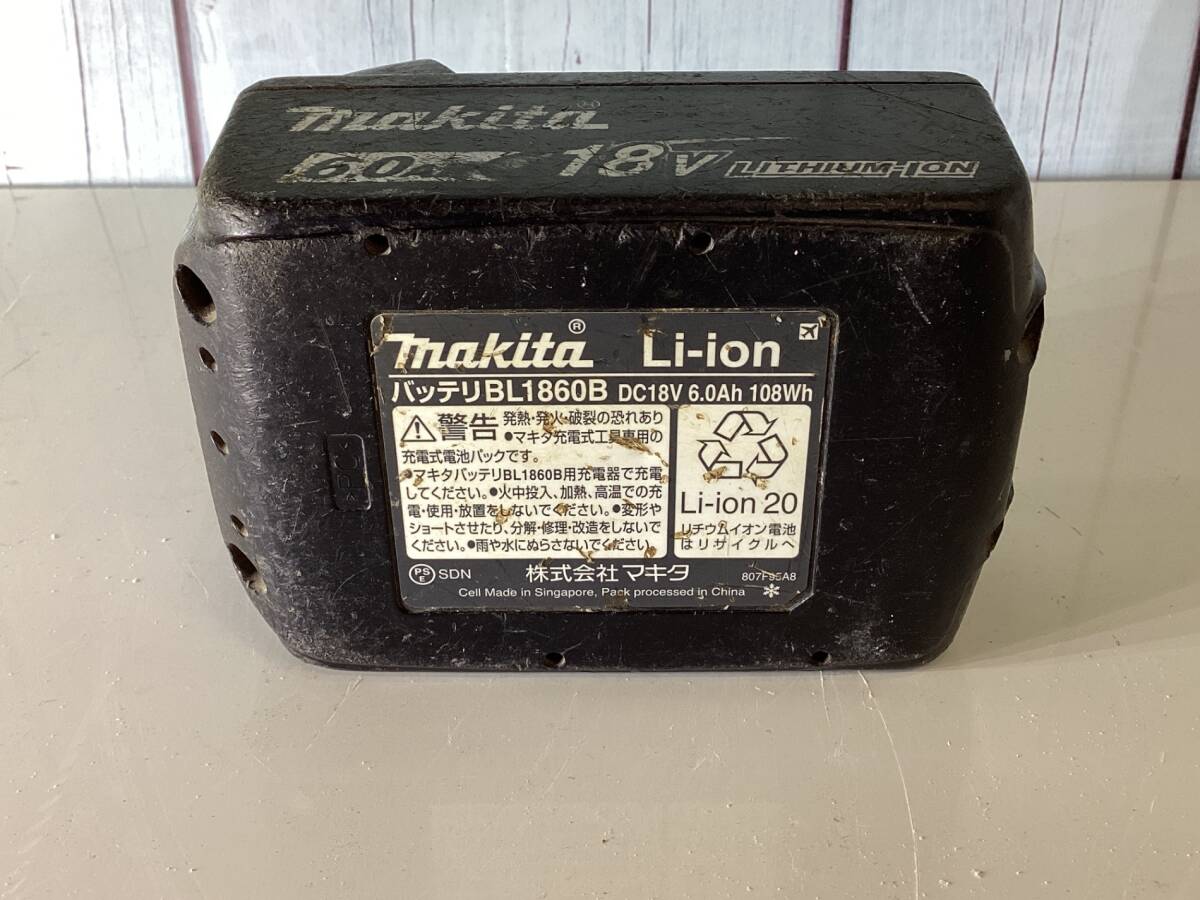 makita®
6.0A 18V LITHIUM-ION
makita® Li-ion
バッテリBL1860B DC18V 6.0Ah 108Wh
警告 発熱・発火・破裂の恐れあり
●マキタ充電式工具専用の
充電式電池パックです。
●マキタバッテリBL1860B用充電器で充電
してください。●火中投入、加熱、高温での充
電・使用・放置をしないでください。●変形や
ショートさせたり、分解・修理・改造をしないで
ください。●雨や水にぬらさないでください
Li-ion 20
リチウムイオン電池
はリサイクルへ
PSE SDN 株式会社マキタ
Cell Made in Singapore, Pack processed in China